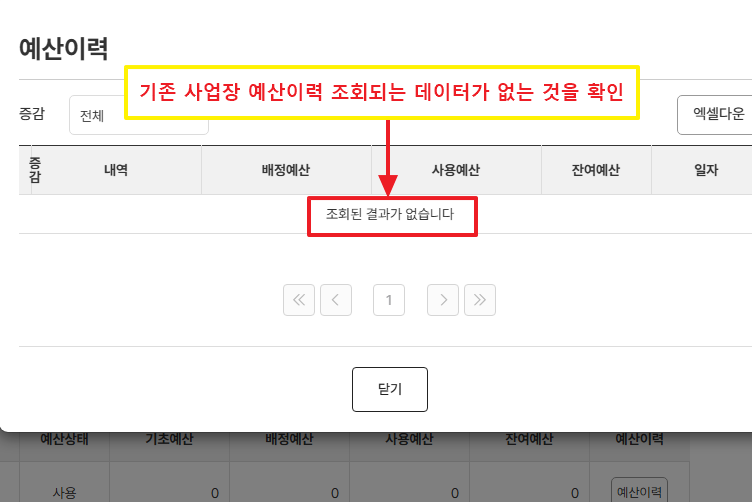 예산이력
기존 사업장 예산이력 조회되는 데이터가 없는 것을 확인
증감 전체 엑셀다운
증감 내역 배정예산 사용예산 잔여예산 일자
조회된 결과가 없습니다
1
닫기
예산상태 기초예산 배정예산 사용예산 잔여예산 예산이력
사용 0 0 0 0 예산이력